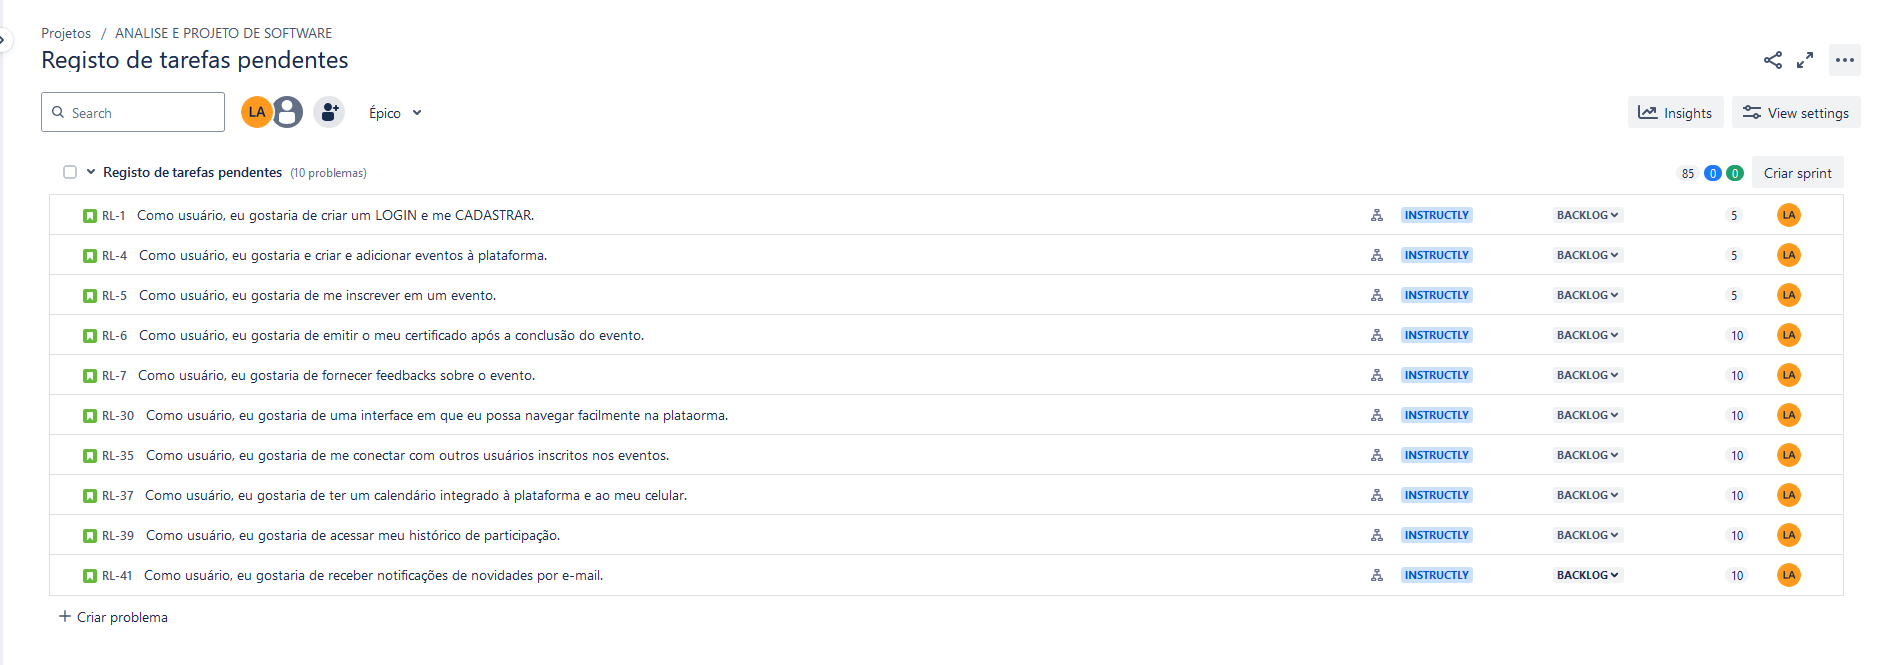 Projetos / ANALISE E PROJETO DE SOFTWARE
Registo de tarefas pendentes
Search LA Épico Insights View settings
Registo de tarefas pendentes (10 problemas) 85 0 0 Criar sprint
RL-1 Como usuário, eu gostaria de criar um LOGIN e me CADASTRAR. INSTRUCTLY BACKLOG 5 LA
RL-4 Como usuário, eu gostaria e criar e adicionar eventos à plataforma. INSTRUCTLY BACKLOG 5 LA
RL-5 Como usuário, eu gostaria de me inscrever em um evento. INSTRUCTLY BACKLOG 5 LA
RL-6 Como usuário, eu gostaria de emitir o meu certificado após a conclusão do evento. INSTRUCTLY BACKLOG 10 LA
RL-7 Como usuário, eu gostaria de fornecer feedbacks sobre o evento. INSTRUCTLY BACKLOG 10 LA
RL-30 Como usuário, eu gostaria de uma interface em que eu possa navegar facilmente na plataorma. INSTRUCTLY BACKLOG 10 LA
RL-35 Como usuário, eu gostaria de me conectar com outros usuários inscritos nos eventos. INSTRUCTLY BACKLOG 10 LA
RL-37 Como usuário, eu gostaria de ter um calendário integrado à plataforma e ao meu celular. INSTRUCTLY BACKLOG 10 LA
RL-39 Como usuário, eu gostaria de acessar meu histórico de participação. INSTRUCTLY BACKLOG 10 LA
RL-41 Como usuário, eu gostaria de receber notificações de novidades por e-mail. INSTRUCTLY BACKLOG 10 LA
+ Criar problema